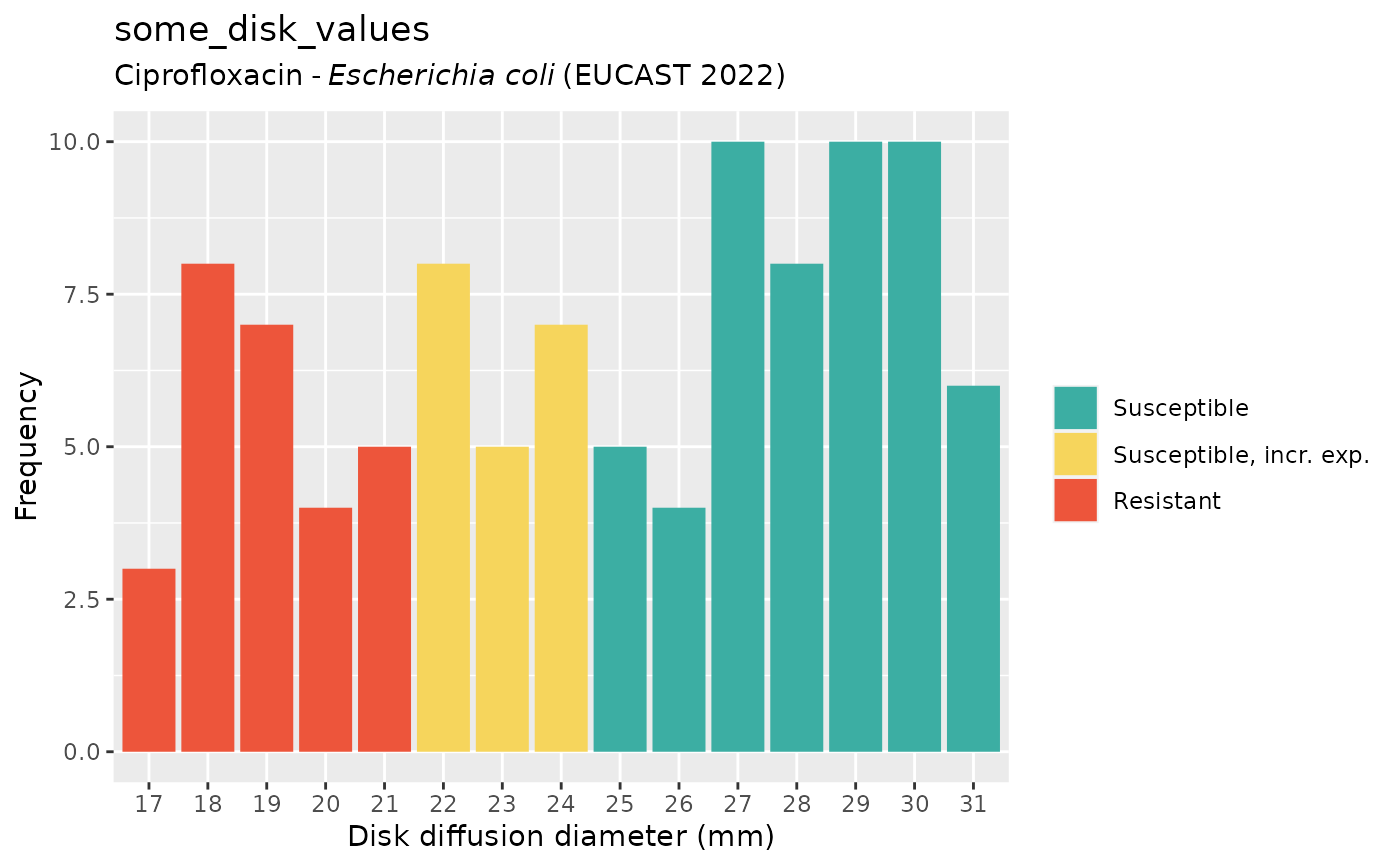 some_disk_values
Ciprofloxacin - Escherichia coli (EUCAST 2022)
Frequency
10.0
7.5
5.0
2.5
0.0
17 18 19 20 21 22 23 24 25 26 27 28 29 30 31
Disk diffusion diameter (mm)
Susceptible
Susceptible, incr. exp.
Resistant